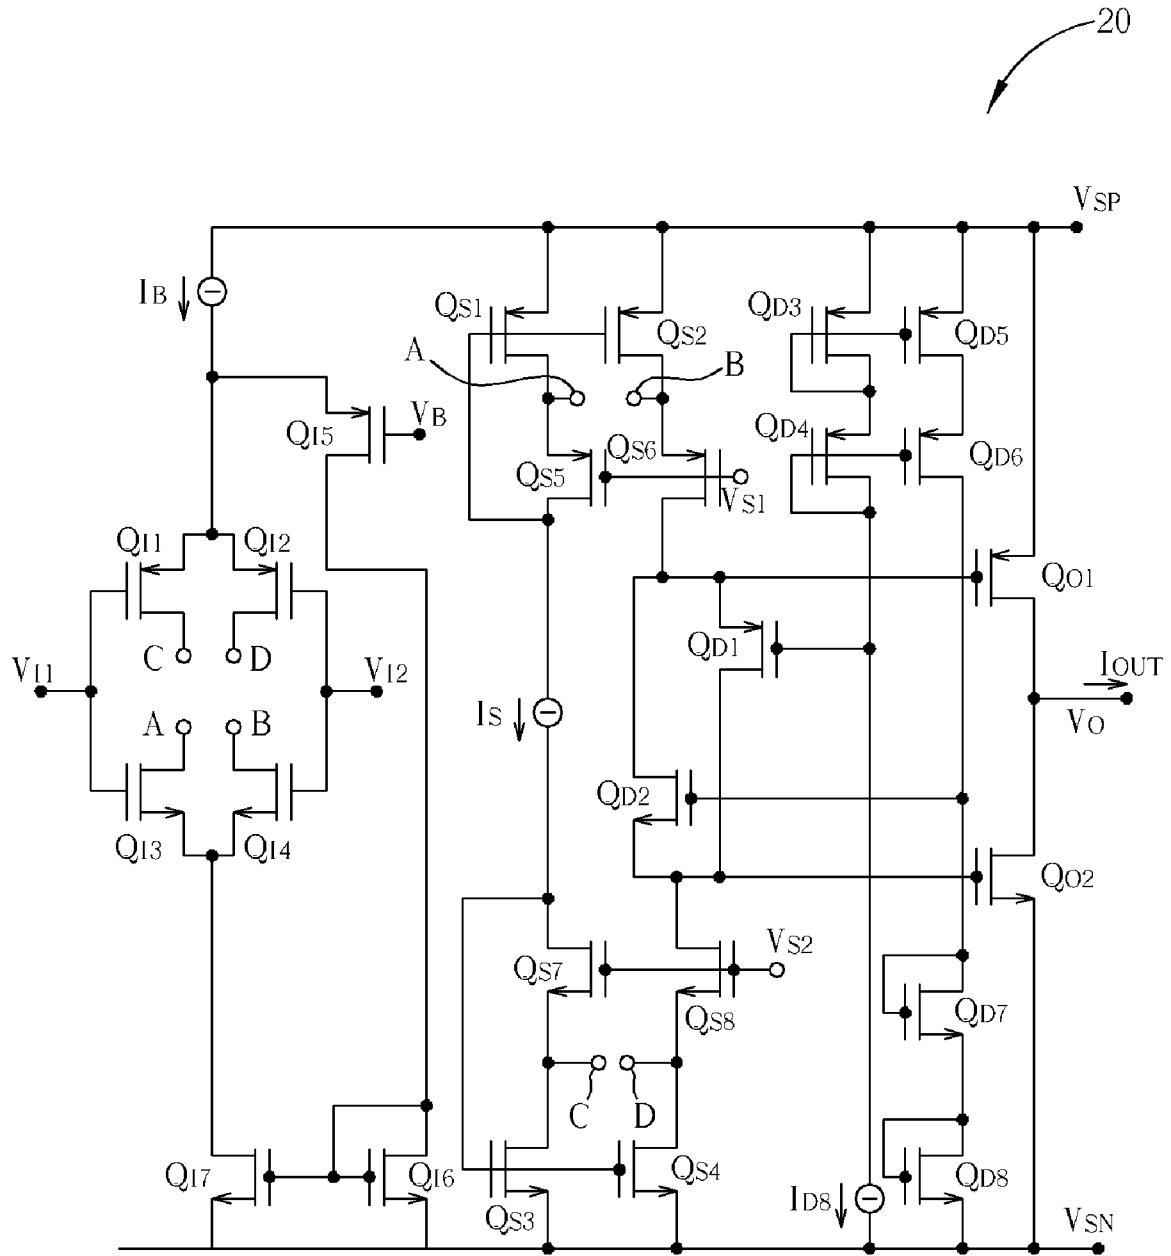 20
VSP
IB
QS1
QS2
QD3
QD5
A
B
VB
QI5
QS5
QS6
QD4
QD6
VS1
QI1
QI2
QO1
QD1
C
D
VI1
VI2
IOUT
VO
A
B
IS
QD2
QI3
QI4
QO2
VS2
QS7
QS8
QD7
C
D
QI7
QI6
QS4
QD8
QS3
ID8
VSN